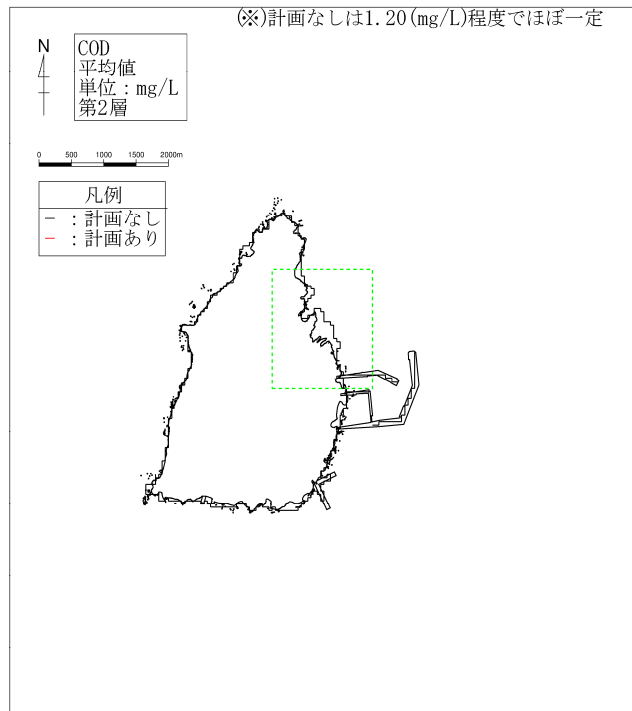 (※)計画なしは1.20(mg/L)程度でほぼ一定
N
COD
平均値
単位：mg/L
第2層
0 500 1000 1500 2000m
凡例
－：計画なし
－：計画あり